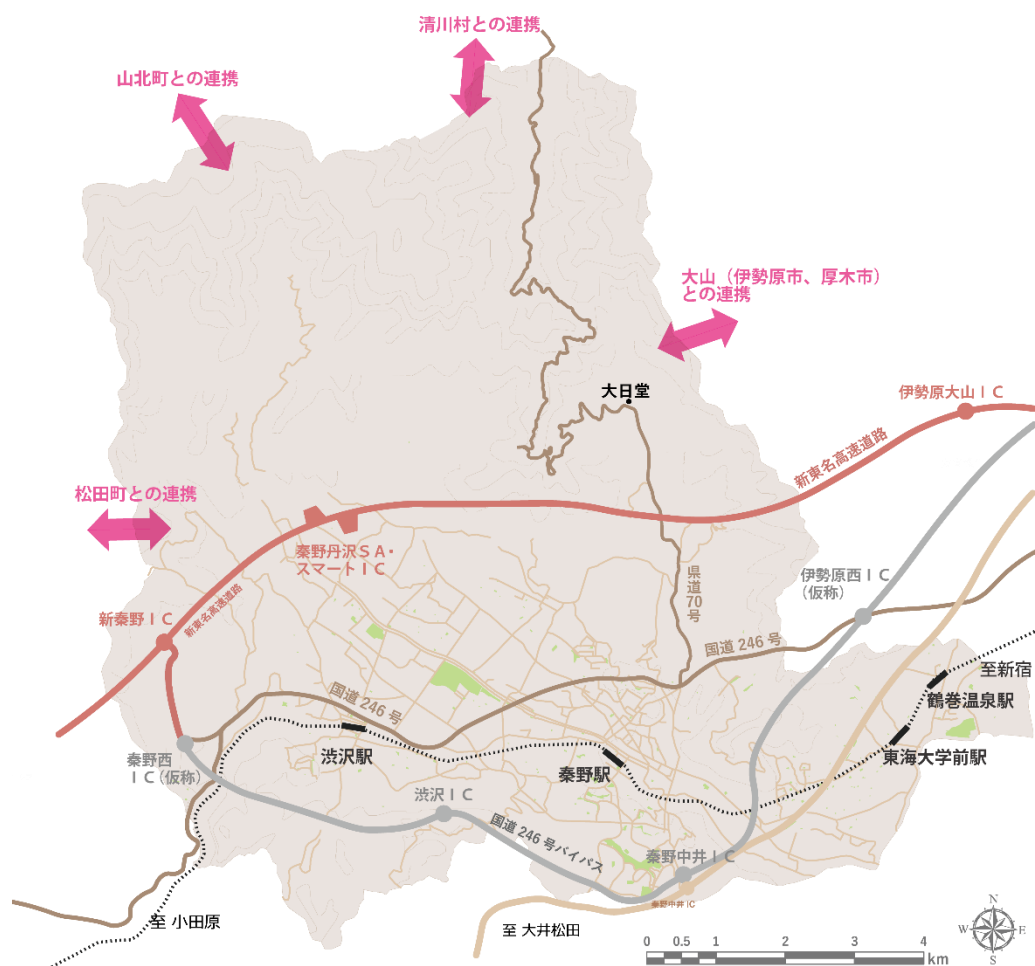 清川村との連携
山北町との連携
大山（伊勢原市、厚木市）
との連携
大日堂
伊勢原大山ＩＣ
新東名高速道路
松田町との連携
秦野丹沢ＳＡ・
スマートＩＣ
県道70号
伊勢原西ＩＣ
(仮称)
新秦野ＩＣ
新東名高速道路
国道 246 号
至新宿
鶴巻温泉駅
国道 246 号
東海大学前駅
渋沢駅
秦野駅
秦野西
ＩＣ(仮称)
渋沢ＩＣ
国道 246 号バイパス
秦野中井ＩＣ
秦野中井IC
至 小田原
至 大井松田
N
W
E
S
0 0.5 1 2 3 4
km